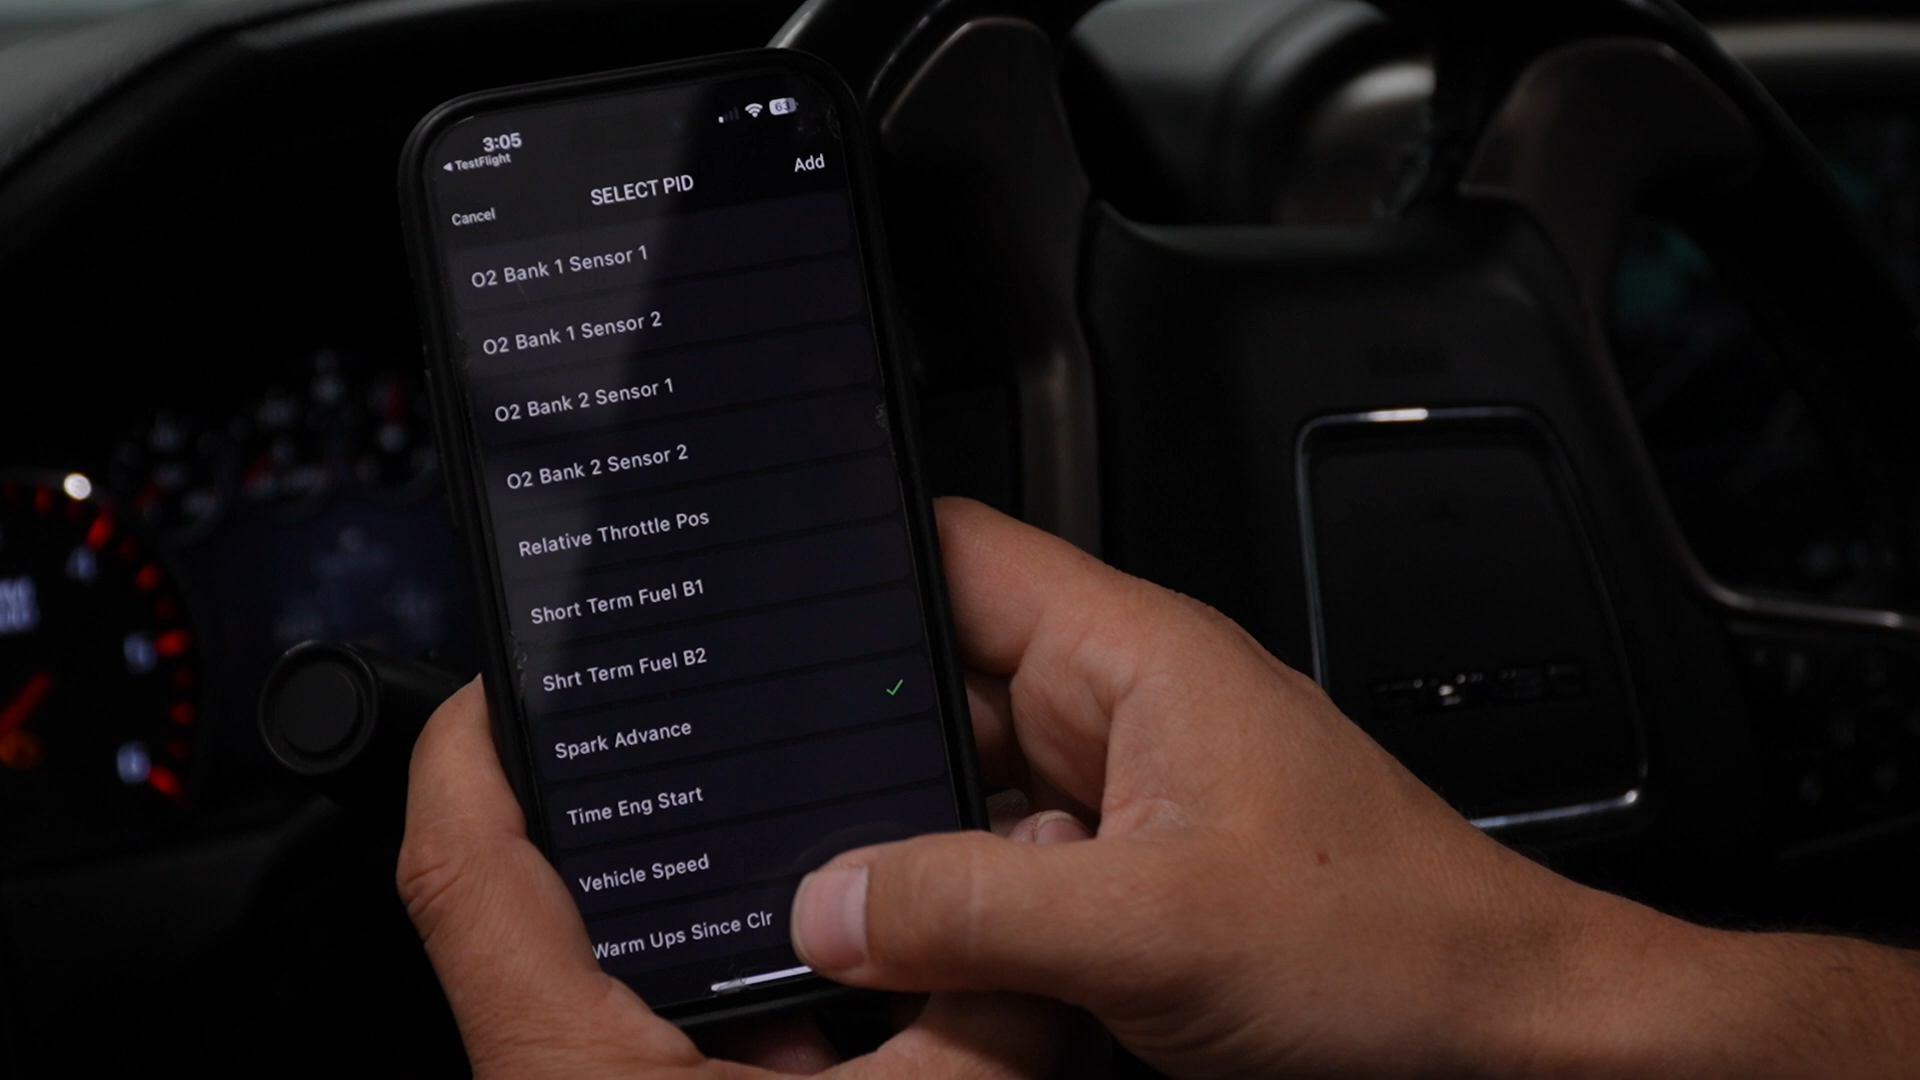 3:05
63
◀ TestFlight
Add
SELECT PID
Cancel
O2 Bank 1 Sensor 1
O2 Bank 1 Sensor 2
O2 Bank 2 Sensor 1
O2 Bank 2 Sensor 2
Relative Throttle Pos
Short Term Fuel B1
Shrt Term Fuel B2
Spark Advance
Time Eng Start
Vehicle Speed
Warm Ups Since Clr